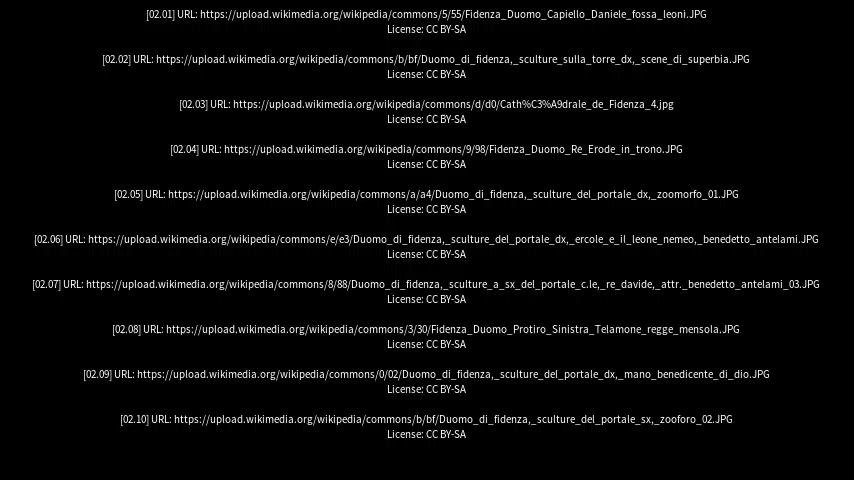 [02.01] URL: https://upload.wikimedia.org/wikipedia/commons/5/55/Fidenza_Duomo_Capiello_Daniele_fossa_leoni.JPG
License: CC BY-SA
[02.02] URL: https://upload.wikimedia.org/wikipedia/commons/b/bf/Duomo_di_fidenza,_sculture_sulla_torre_dx,_scene_di_superbia.JPG
License: CC BY-SA
[02.03] URL: https://upload.wikimedia.org/wikipedia/commons/d/d0/Cath%C3%A9drale_de_Fidenza_4.jpg
License: CC BY-SA
[02.04] URL: https://upload.wikimedia.org/wikipedia/commons/9/98/Fidenza_Duomo_Re_Erode_in_trono.JPG
License: CC BY-SA
[02.05] URL: https://upload.wikimedia.org/wikipedia/commons/a/a4/Duomo_di_fidenza,_sculture_del_portale_dx,_zoomorfo_01.JPG
License: CC BY-SA
[02.06] URL: https://upload.wikimedia.org/wikipedia/commons/e/e3/Duomo_di_fidenza,_sculture_del_portale_dx,_ercole_e_il_leone_nemeo,_benedetto_antelami.JPG
License: CC BY-SA
[02.07] URL: https://upload.wikimedia.org/wikipedia/commons/8/88/Duomo_di_fidenza,_sculture_a_sx_del_portale_c.le,_re_davide,_attr._benedetto_antelami_03.JPG
License: CC BY-SA
[02.08] URL: https://upload.wikimedia.org/wikipedia/commons/3/30/Fidenza_Duomo_Protiro_Sinistra_Telamone_regge_mensola.JPG
License: CC BY-SA
[02.09] URL: https://upload.wikimedia.org/wikipedia/commons/0/02/Duomo_di_fidenza,_sculture_del_portale_dx,_mano_benedicente_di_dio.JPG
License: CC BY-SA
[02.10] URL: https://upload.wikimedia.org/wikipedia/commons/b/bf/Duomo_di_fidenza,_sculture_del_portale_sx,_zooforo_02.JPG
License: CC BY-SA